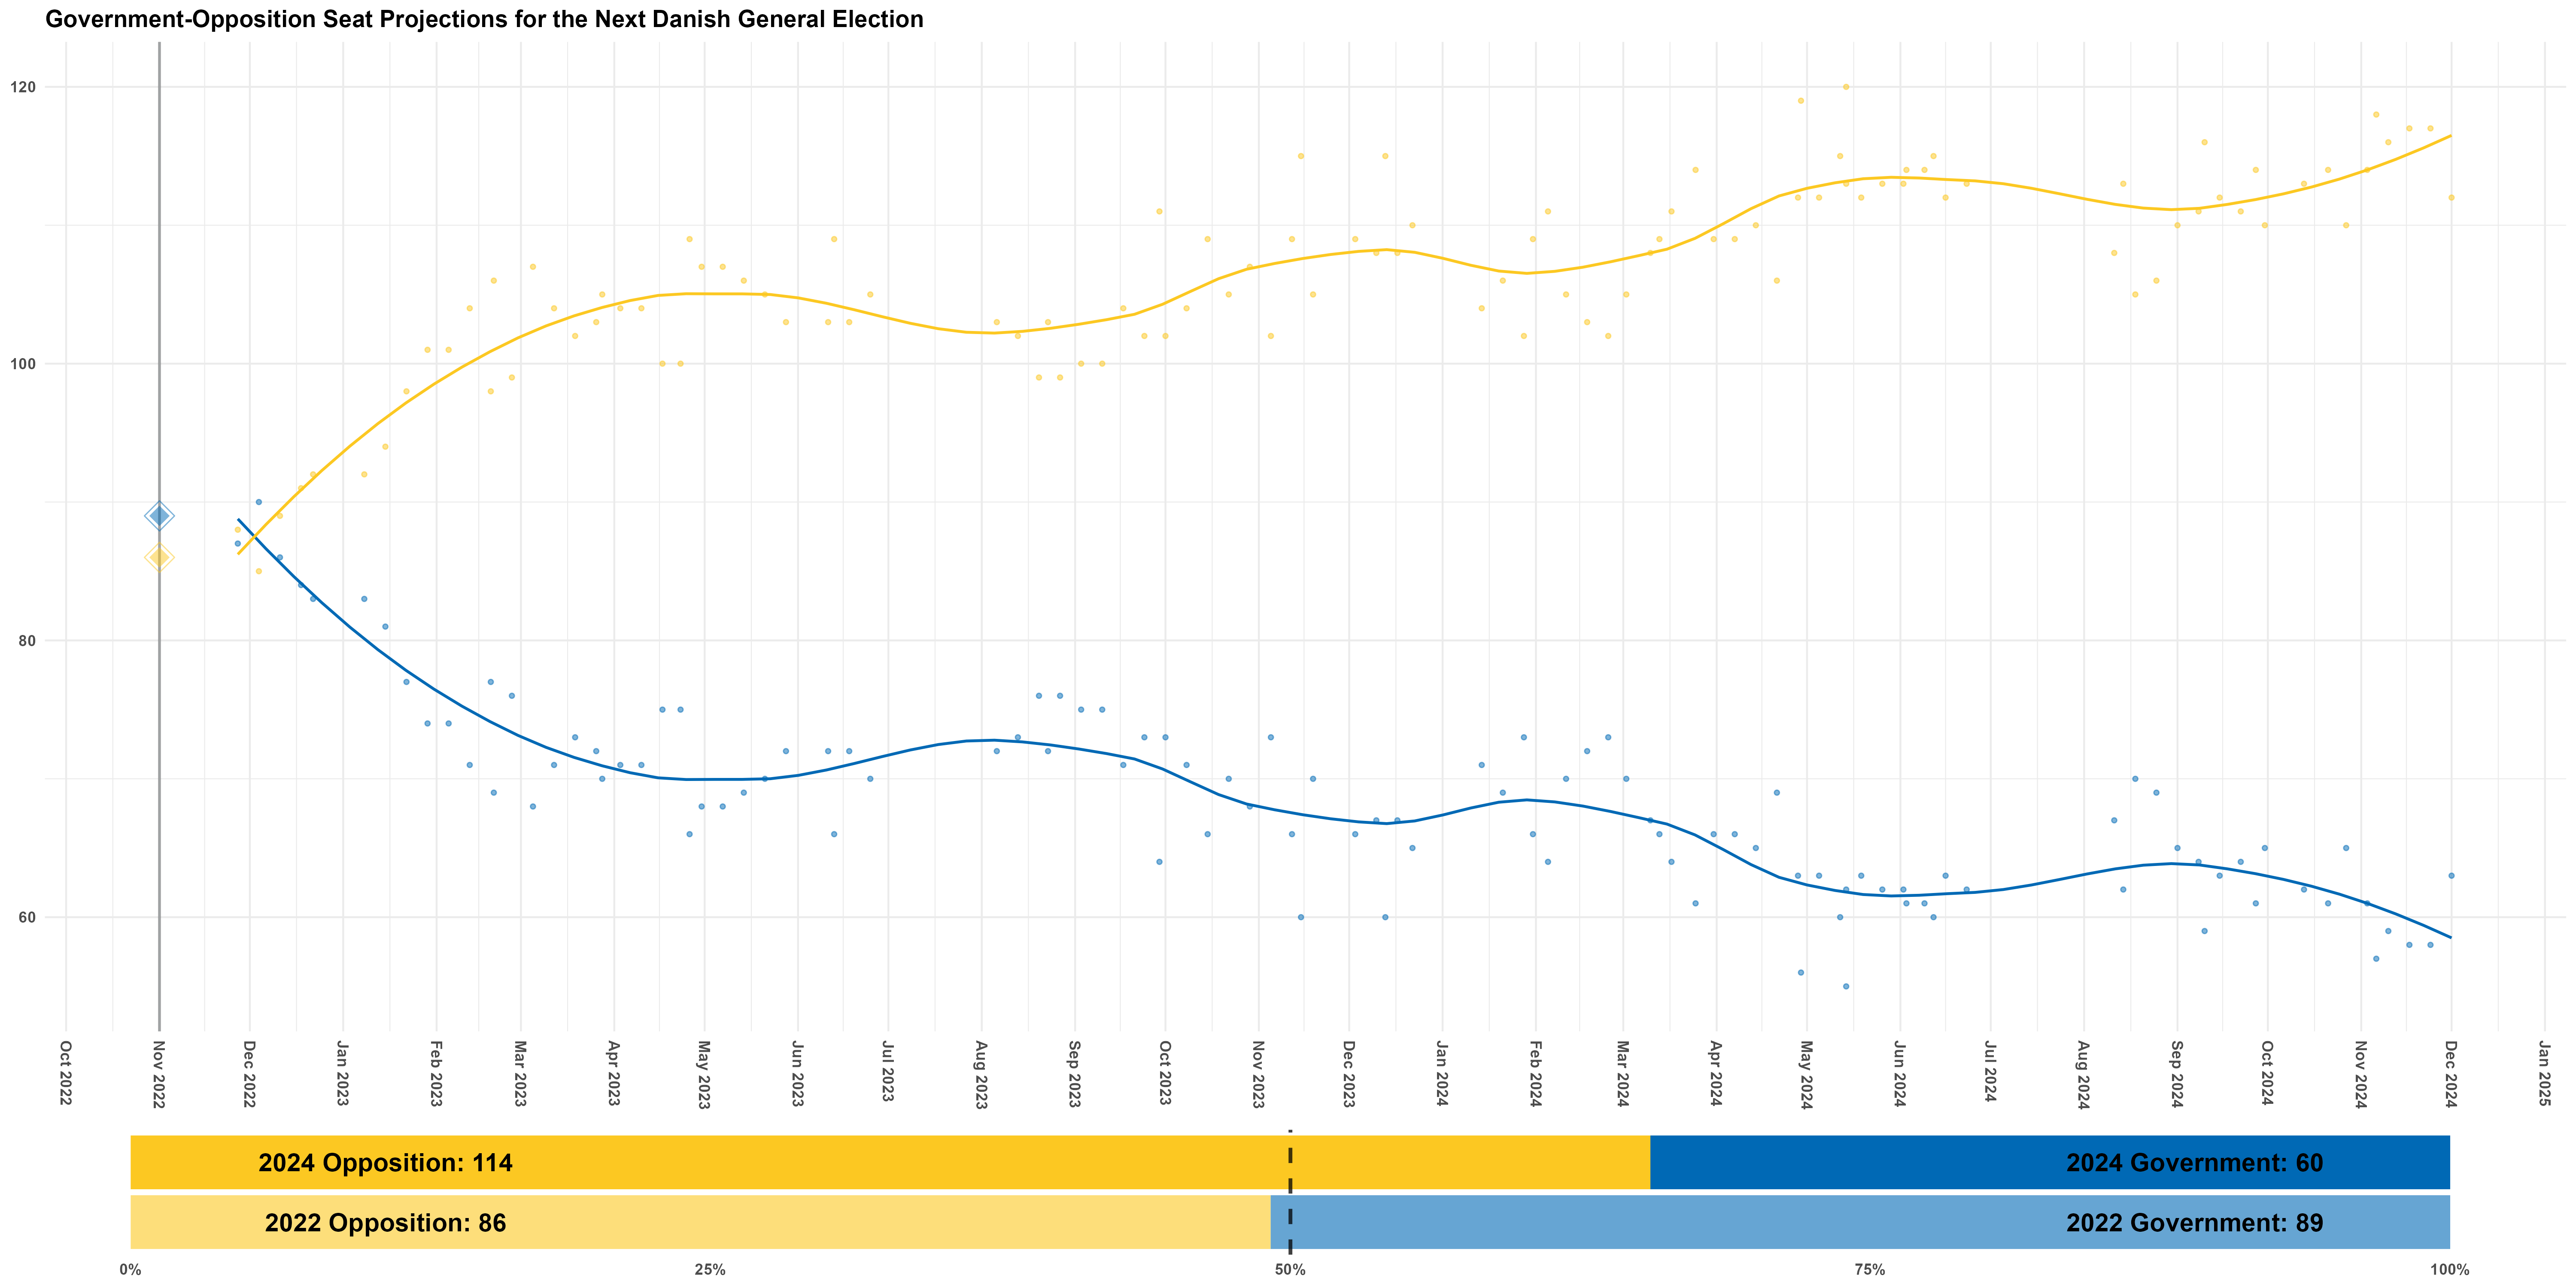 Government-Opposition Seat Projections for the Next Danish General Election
120
100
80
60
Oct 2022
Nov 2022
Dec 2022
Jan 2023
Feb 2023
Mar 2023
Apr 2023
May 2023
Jun 2023
Jul 2023
Aug 2023
Sep 2023
Oct 2023
Nov 2023
Dec 2023
Jan 2024
Feb 2024
Mar 2024
Apr 2024
May 2024
Jun 2024
Jul 2024
Aug 2024
Sep 2024
Oct 2024
Nov 2024
Dec 2024
Jan 2025
2024 Opposition: 114 2024 Government: 60
2022 Opposition: 86 2022 Government: 89
0% 25% 50% 75% 100%